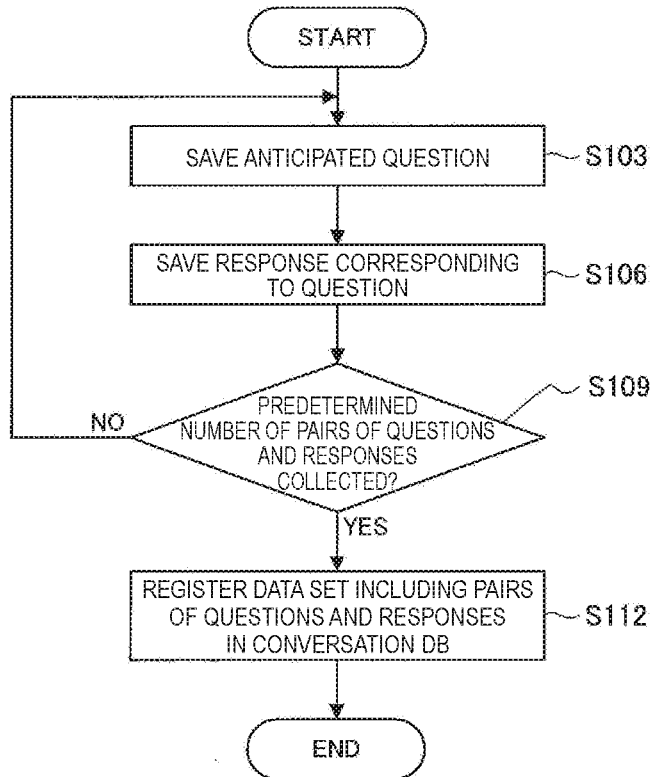 START
SAVE ANTICIPATED QUESTION
S103
SAVE RESPONSE CORRESPONDING
TO QUESTION
S106
S109
PREDETERMINED
NUMBER OF PAIRS OF QUESTIONS
AND RESPONSES
COLLECTED?
NO
YES
REGISTER DATA SET INCLUDING PAIRS
OF QUESTIONS AND RESPONSES
IN CONVERSATION DB
S112
END